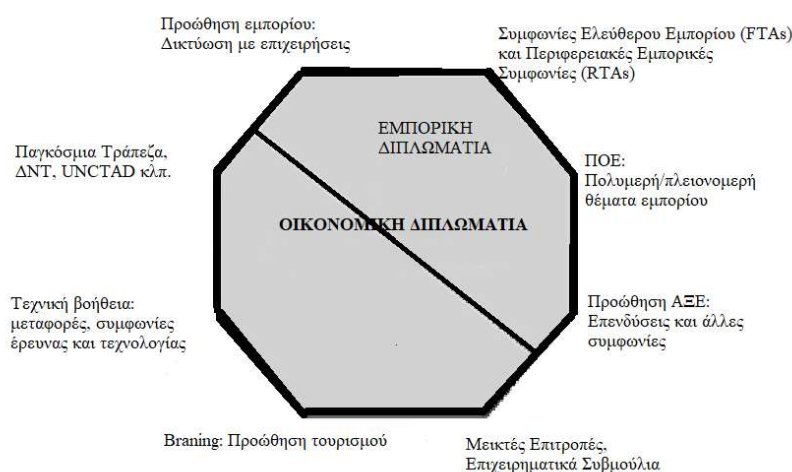 Προώθηση εμπορίου:
Δικτύωση με επιχειρήσεις
Συμφωνίες Ελεύθερου Εμπορίου (FTAs)
και Περιφερειακές Εμπορικές
Συμφωνίες (RTAs)
ΕΜΠΟΡΙΚΗ
ΔΙΠΛΩΜΑΤΙΑ
Παγκόσμια Τράπεζα,
ΔΝΤ, UNCTAD κλπ.
ΠΟΕ:
Πολυμερή/πλειονομερή
θέματα εμπορίου
ΟΙΚΟΝΟΜΙΚΗ ΔΙΠΛΩΜΑΤΙΑ
Τεχνική βοήθεια:
μεταφορές, συμφωνίες
έρευνας και τεχνολογίας
Προώθηση ΑΞΕ:
Επενδύσεις και άλλες
συμφωνίες
Braning: Προώθηση τουρισμού
Μεικτές Επιτροπές,
Επιχειρηματικά Συβμούλια